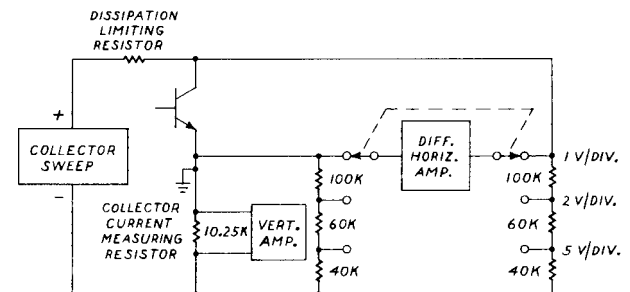 DISSIPATION
LIMITING
RESISTOR
+
COLLECTOR
SWEEP
-
COLLECTOR
CURRENT
MEASURING
RESISTOR
10.25K
VERT.
AMP.
100K
60K
40K
DIFF.
HORIZ.
AMP.
1 V/DIV.
100K
2 V/DIV.
60K
5 V/DIV.
40K